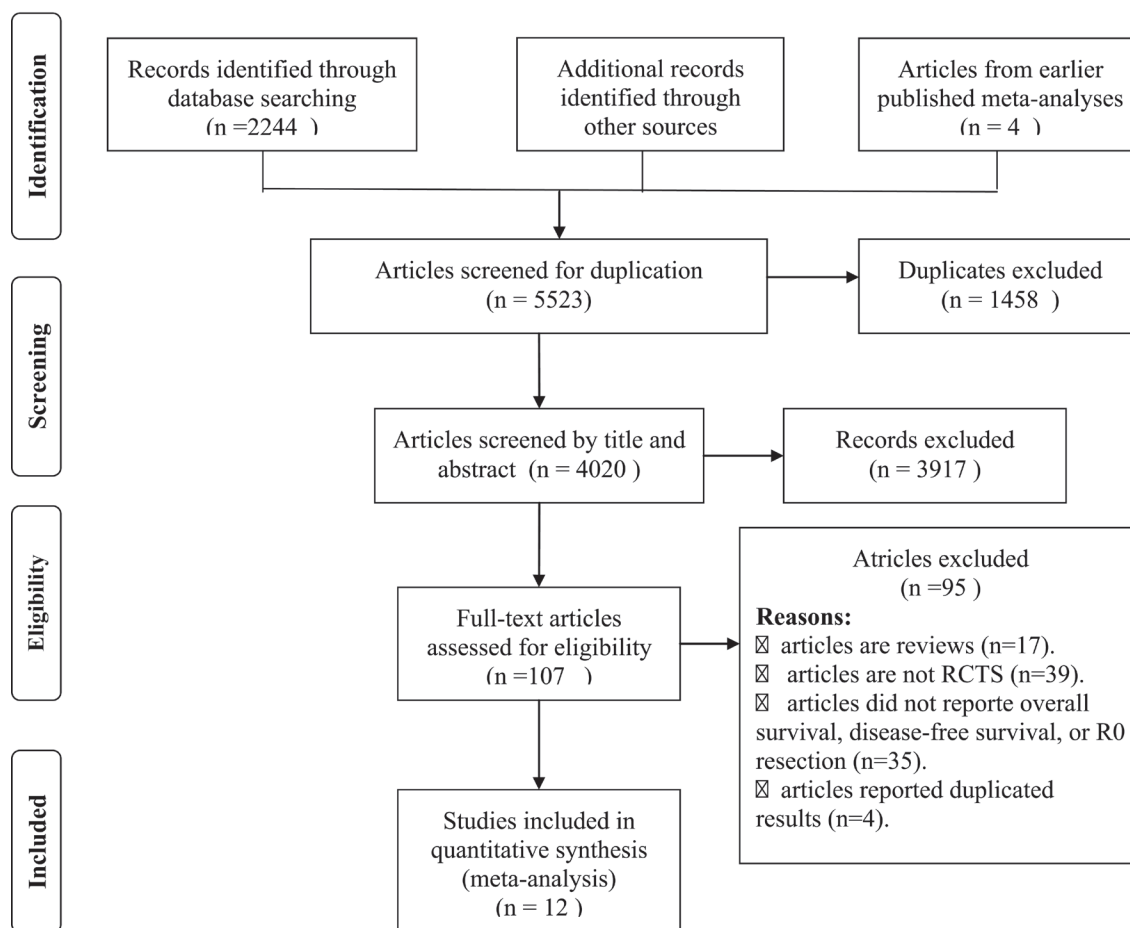 Identification
Records identified through
database searching
(n =2244 )
Additional records
identified through
other sources
Articles from earlier
published meta-analyses
(n = 4 )
Screening
Articles screened for duplication
(n = 5523)
Duplicates excluded
(n = 1458 )
Articles screened by title and
abstract (n = 4020 )
Records excluded
(n = 3917 )
Eligibility
Full-text articles
assessed for eligibility
(n =107 )
Atricles excluded
(n =95 )
Reasons:
articles are reviews (n=17).
articles are not RCTS (n=39).
articles did not reporte overall
survival, disease-free survival, or R0
resection (n=35).
articles reported duplicated
results (n=4).
Included
Studies included in
quantitative synthesis
(meta-analysis)
(n = 12 )